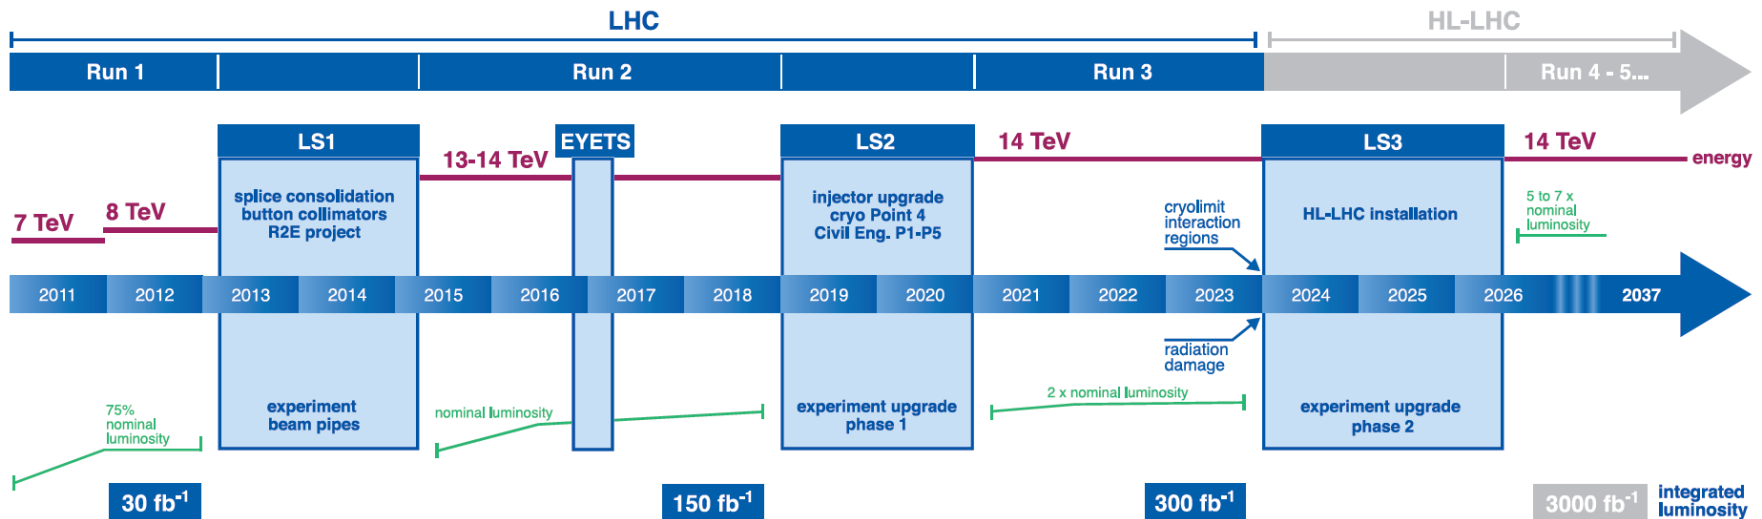 LHC
HL-LHC
Run 1
Run 2
Run 3
Run 4 - 5...
LS1
EYETS
LS2
14 TeV
LS3
14 TeV
energy
13-14 TeV
7 TeV
8 TeV
splice consolidation
button collimators
R2E project
injector upgrade
cryo Point 4
Civil Eng. P1-P5
cryolimit
interaction
regions
HL-LHC installation
5 to 7 x
nominal
luminosity
2011
2012
2013
2014
2015
2016
2017
2018
2019
2020
2021
2022
2023
2024
2025
2026
2037
radiation
damage
75%
nominal
luminosity
experiment
beam pipes
nominal luminosity
experiment upgrade
phase 1
2 x nominal luminosity
experiment upgrade
phase 2
30 fb⁻¹
150 fb⁻¹
300 fb⁻¹
3000 fb⁻¹
integrated
luminosity